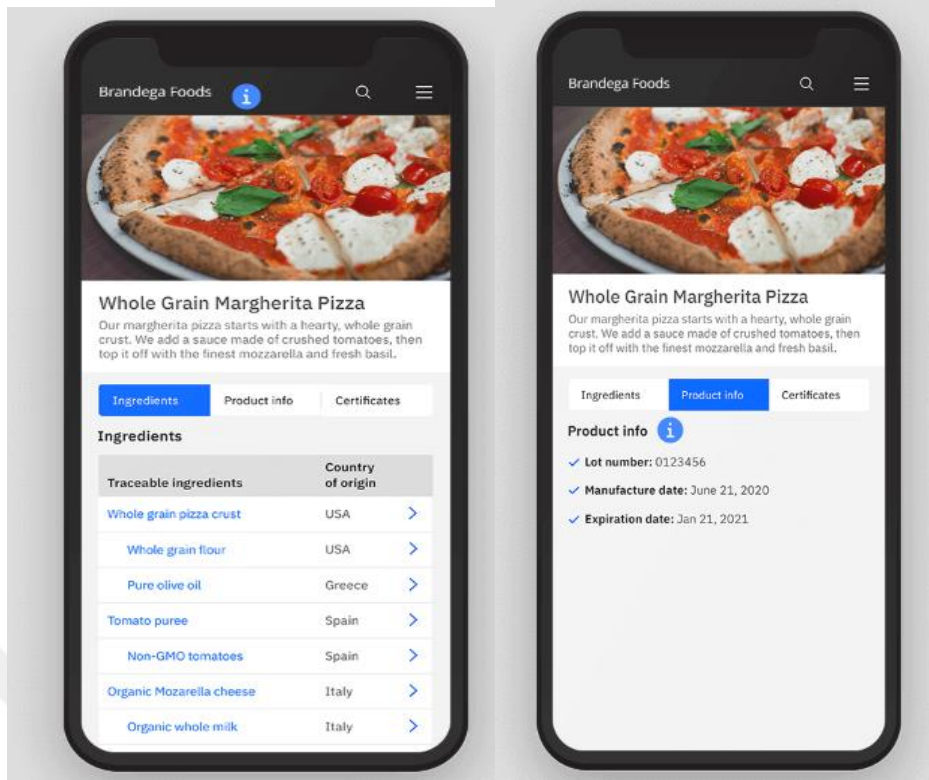 Brandega Foods
i
Whole Grain Margherita Pizza
Our margherita pizza starts with a hearty, whole grain
crust. We add a sauce made of crushed tomatoes, then
top it off with the finest mozzarella and fresh basil.
Ingredients Product info Certificates
Ingredients
Traceable ingredients Country
of origin
Whole grain pizza crust USA
Whole grain flour USA
Pure olive oil Greece
Tomato puree Spain
Non-GMO tomatoes Spain
Organic Mozarella cheese Italy
Organic whole milk Italy
Brandega Foods
Whole Grain Margherita Pizza
Our margherita pizza starts with a hearty, whole grain
crust. We add a sauce made of crushed tomatoes, then
top it off with the finest mozzarella and fresh basil.
Ingredients Product info Certificates
Product info i
Lot number: 0123456
Manufacture date: June 21, 2020
Expiration date: Jan 21, 2021